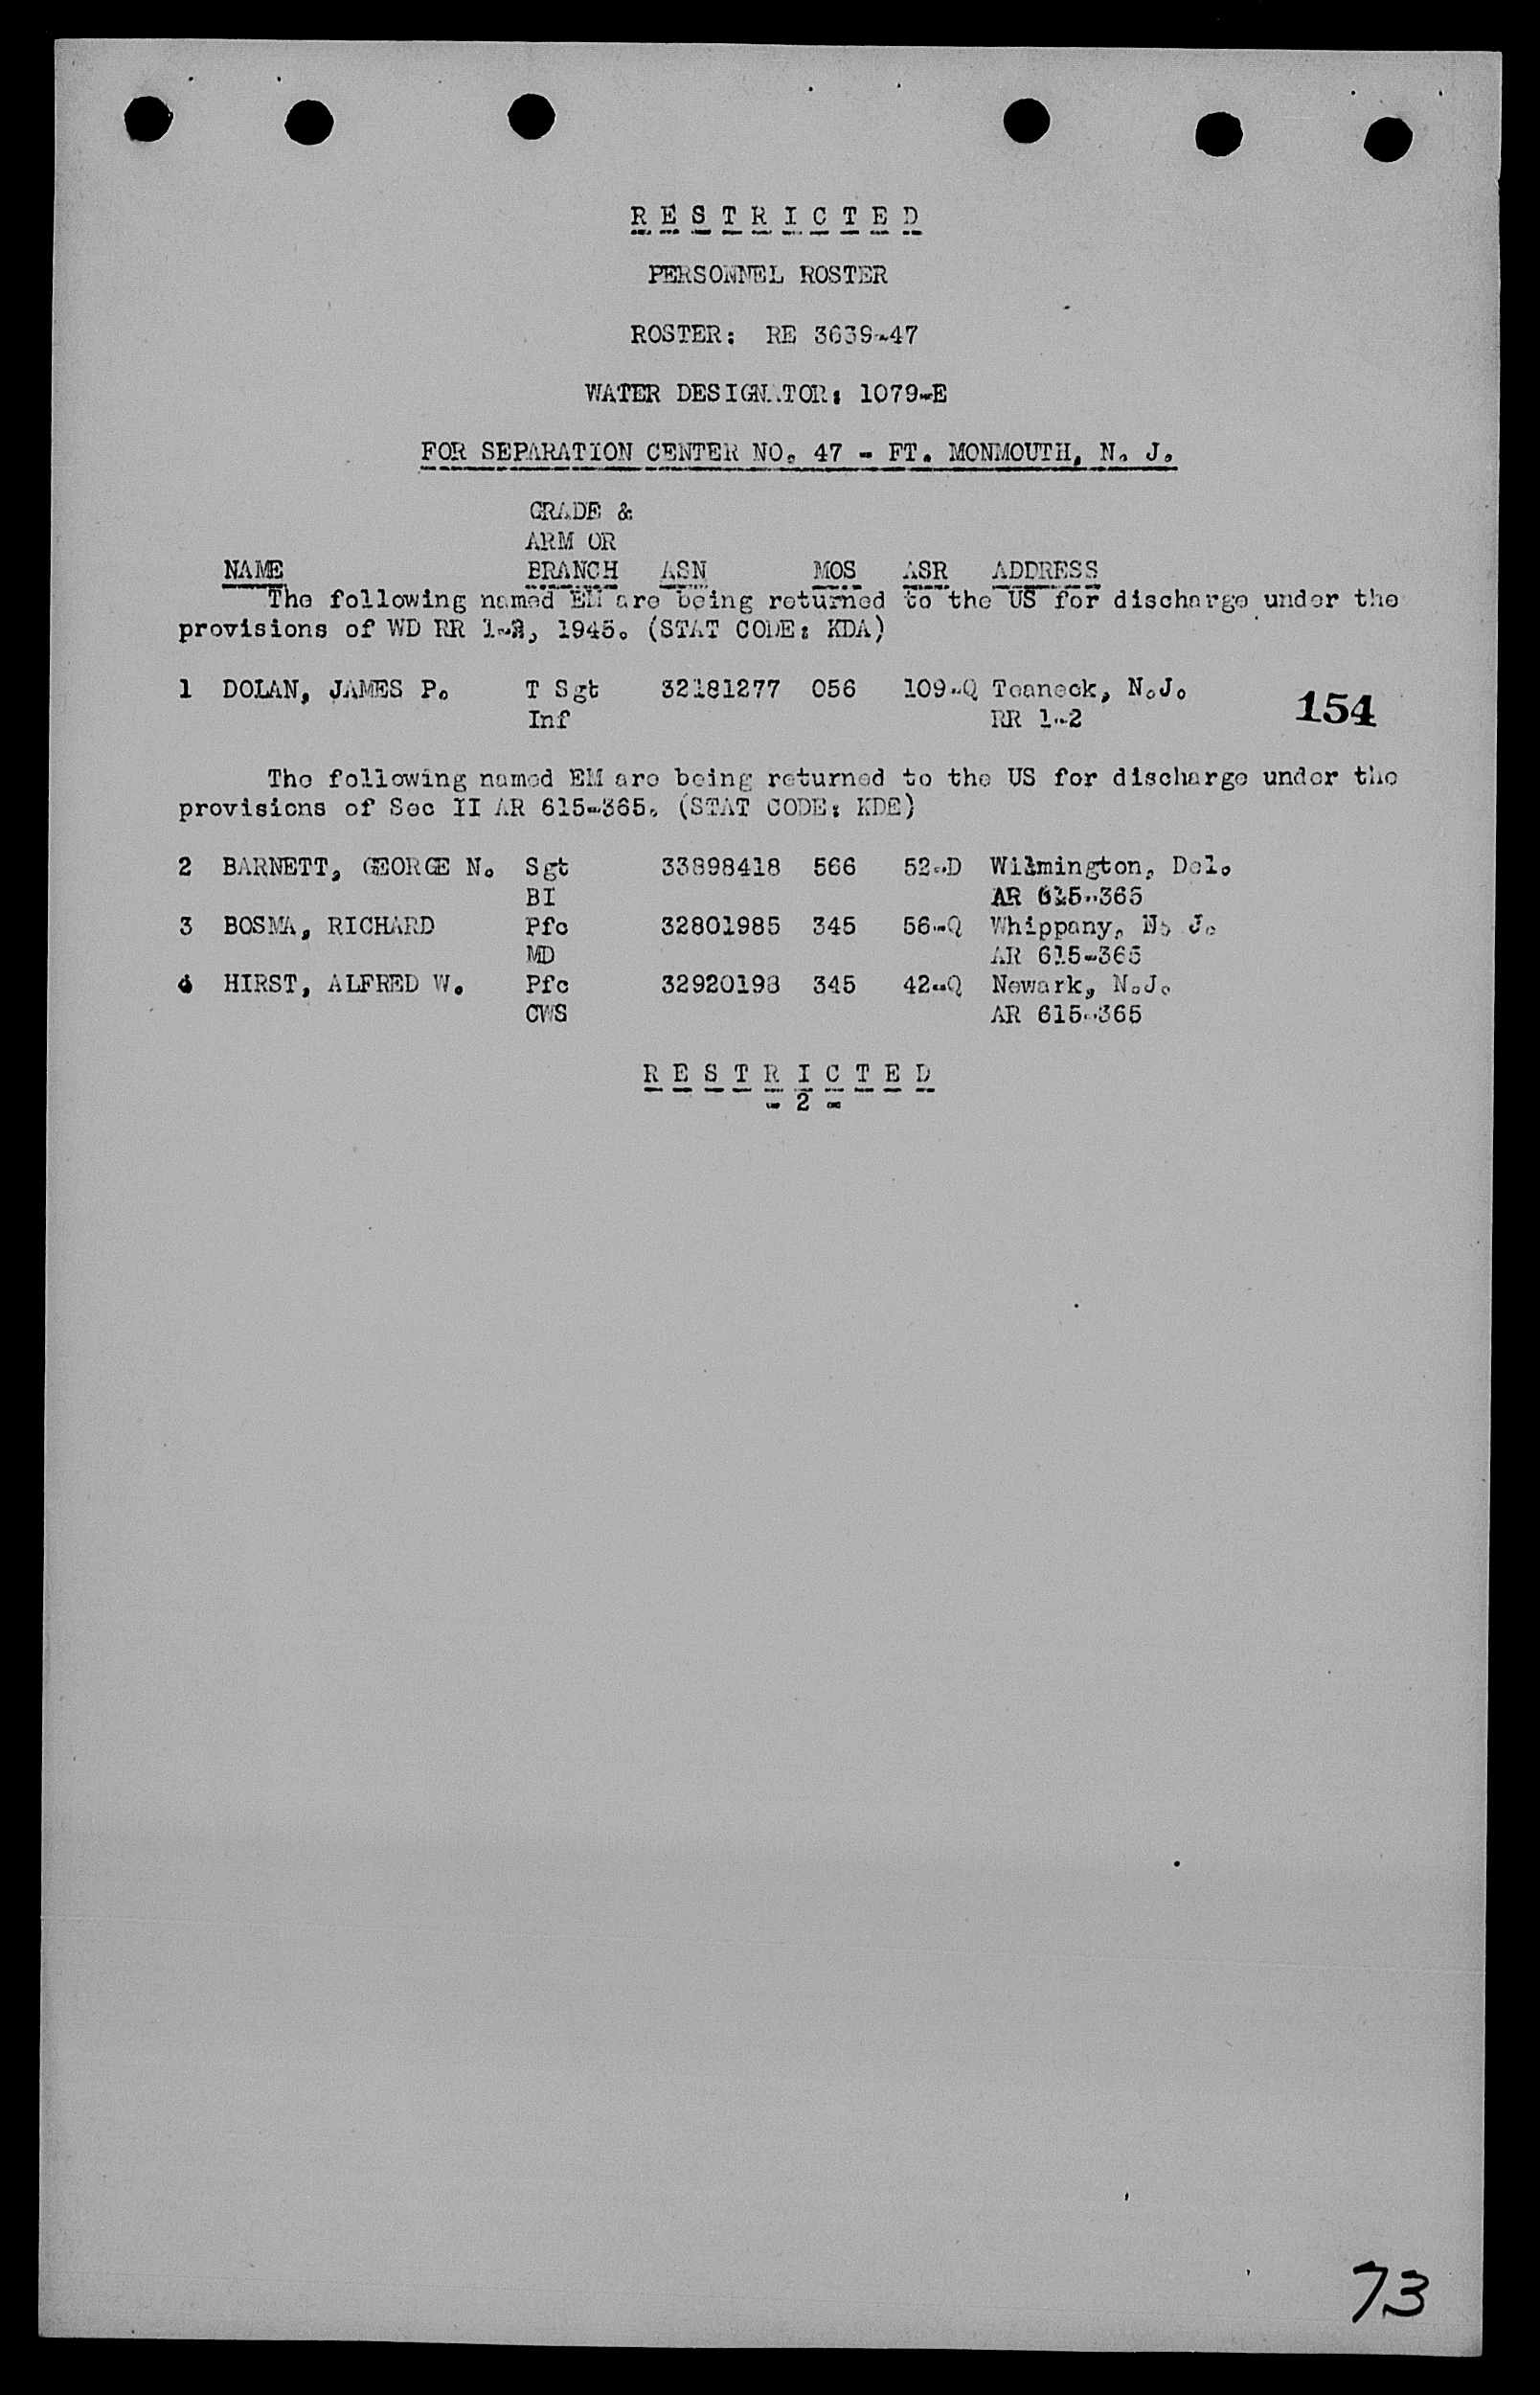 R E S T R I C T E D
PERSONNEL ROSTER
ROSTER: RE 3639-47
WATER DESIGNATOR: 1079-E
FOR SEPARATION CENTER NO. 47 - FT. MONMOUTH, N. J.
GRADE &
ARM OR
NAME BRANCH ASN MOS ASR ADDRESS
The following named EM are being returned to the US for discharge under the
provisions of WD RR 1-2, 1945. (STAT CODE: KDA)
1 DOLAN, JAMES P. T Sgt 32181277 056 109-Q Teaneck, N.J.
Inf RR 1-2
154
The following named EM are being returned to the US for discharge under the
provisions of Sec II AR 615-365. (STAT CODE: KDE)
2 BARNETT, GEORGE N. Sgt 33898418 566 52-D Wilmington, Del.
BI AR 615-365
3 BOSMA, RICHARD Pfc 32801985 345 56-Q Whippany, N. J.
MD AR 615-365
4 HIRST, ALFRED W. Pfc 32920198 345 42-Q Newark, N.J.
CWS AR 615-365
R E S T R I C T E D
- 2 -
73